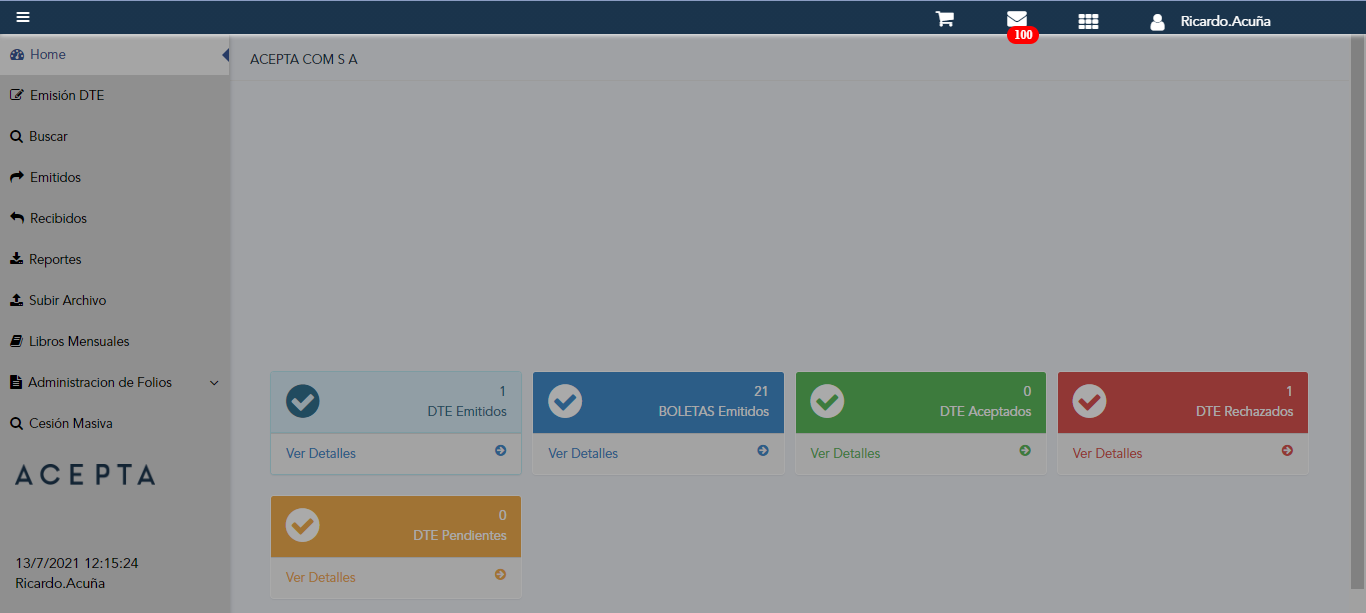 100
Ricardo.Acuña
Home
ACEPTA COM S A
Emisión DTE
Buscar
Emitidos
Recibidos
Reportes
Subir Archivo
Libros Mensuales
Administracion de Folios
Cesión Masiva
ACEPTA
13/7/2021 12:15:24
Ricardo.Acuña
1
DTE Emitidos
Ver Detalles
21
BOLETAS Emitidos
Ver Detalles
0
DTE Aceptados
Ver Detalles
1
DTE Rechazados
Ver Detalles
0
DTE Pendientes
Ver Detalles